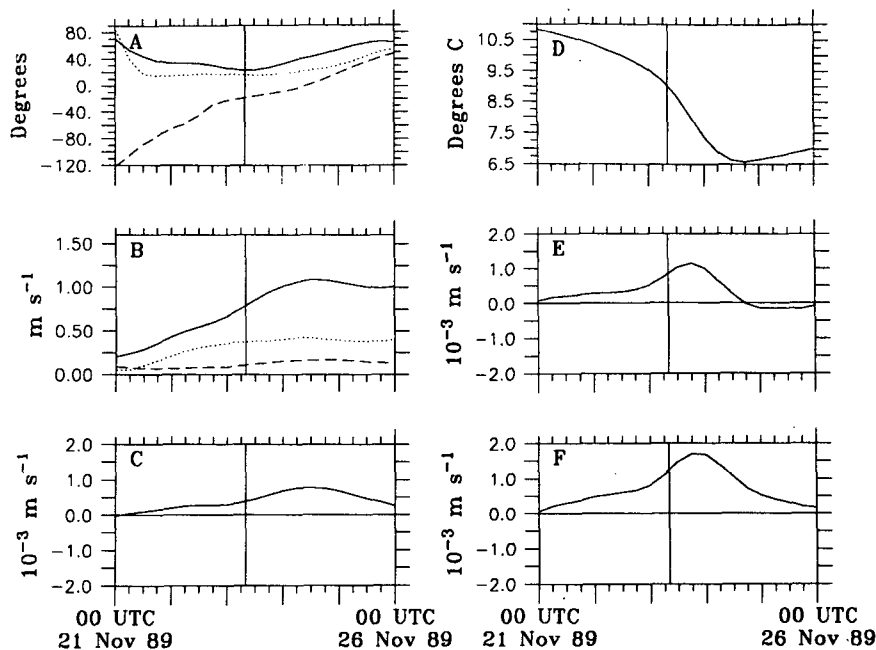 A
80.
40.
0.
-40.
-80.
-120.
Degrees
D
10.5
9.5
8.5
7.5
6.5
Degrees C
B
1.50
1.00
0.50
0.00
m s⁻¹
E
2.0
1.0
0.0
-1.0
-2.0
10⁻³ m s⁻¹
C
2.0
1.0
0.0
-1.0
-2.0
10⁻³ m s⁻¹
F
2.0
1.0
0.0
-1.0
-2.0
10⁻³ m s⁻¹
00 UTC
21 Nov 89
00 UTC
26 Nov 89
00 UTC
21 Nov 89
00 UTC
26 Nov 89